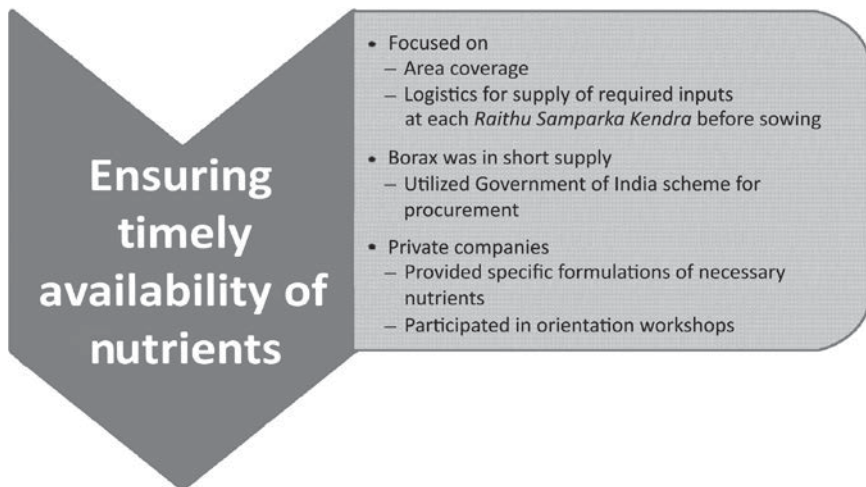 Ensuring
timely
availability of
nutrients
• Focused on
– Area coverage
– Logistics for supply of required inputs
at each Raithu Samparka Kendra before sowing
• Borax was in short supply
– Utilized Government of India scheme for
procurement
• Private companies
– Provided specific formulations of necessary
nutrients
– Participated in orientation workshops